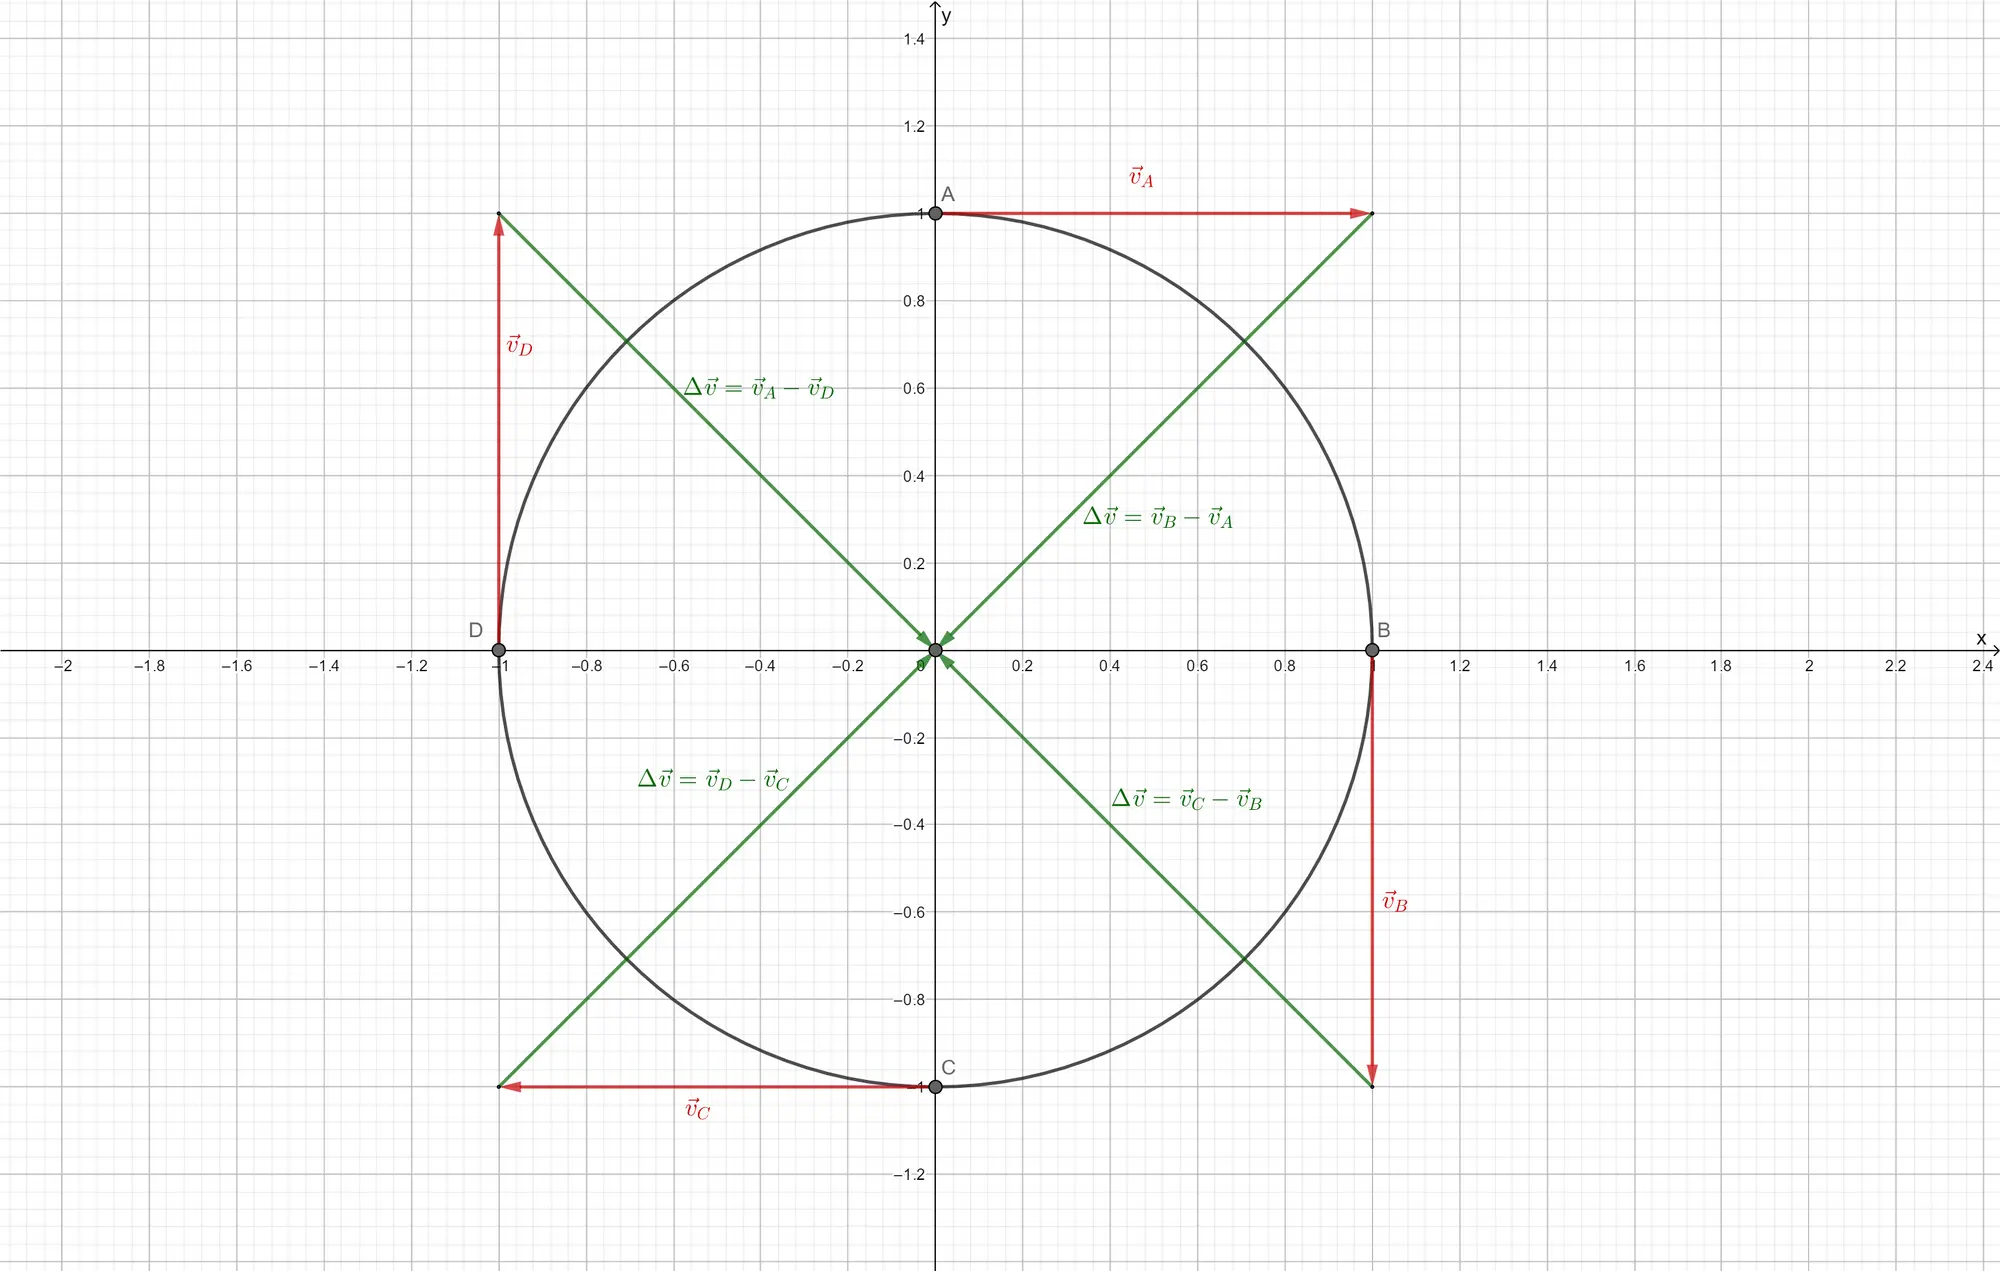 y
1.4
1.2
v⃗_A
A
1
0.8
v⃗_D
Δv⃗ = v⃗_A − v⃗_D
0.6
0.4
Δv⃗ = v⃗_B − v⃗_A
0.2
D
B
x
−2 −1.8 −1.6 −1.4 −1.2 −1 −0.8 −0.6 −0.4 −0.2 0 0.2 0.4 0.6 0.8 1 1.2 1.4 1.6 1.8 2 2.2 2.4
−0.2
Δv⃗ = v⃗_D − v⃗_C
Δv⃗ = v⃗_C − v⃗_B
−0.4
−0.6
v⃗_B
−0.8
C
−1
v⃗_C
−1.2